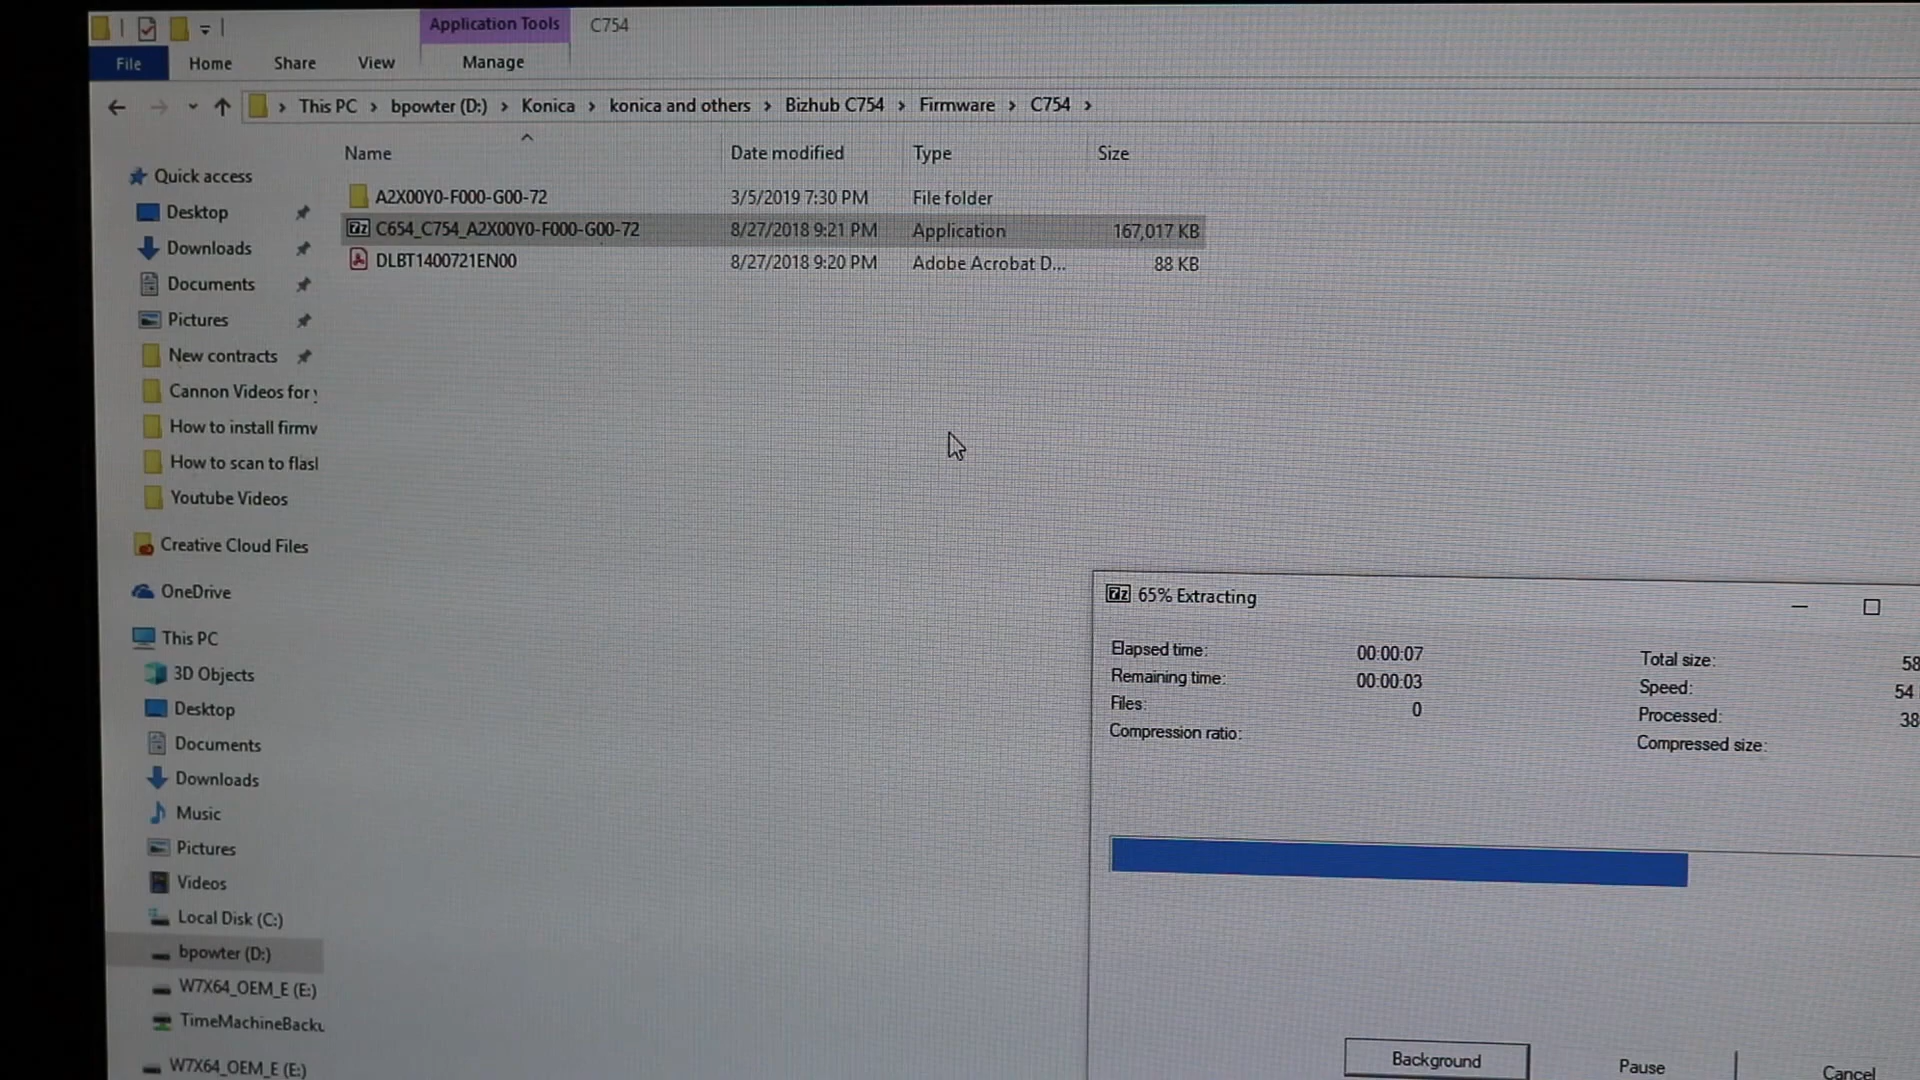 Application Tools C754
File Home Share View Manage
This PC > bpowter (D:) > Konica > konica and others > Bizhub C754 > Firmware > C754 >
Name Date modified Type Size
A2X00Y0-F000-G00-72 3/5/2019 7:30 PM File folder
C654_C754_A2X00Y0-F000-G00-72 8/27/2018 9:21 PM Application 167,017 KB
DLBT1400721EN00 8/27/2018 9:20 PM Adobe Acrobat D... 88 KB
Quick access
Desktop
Downloads
Documents
Pictures
New contracts
Cannon Videos for
How to install firmv
How to scan to flasl
Youtube Videos
Creative Cloud Files
OneDrive
This PC
3D Objects
Desktop
Documents
Downloads
Music
Pictures
Videos
Local Disk (C:)
bpowter (D:)
W7X64_OEM_E (E:)
TimeMachineBacku
W7X64_OEM_E (E:)
7z 65% Extracting
Elapsed time: 00:00:07 Total size: 58
Remaining time: 00:00:03 Speed: 54
Files: 0 Processed: 38
Compression ratio: Compressed size:
Background Pause Cancel